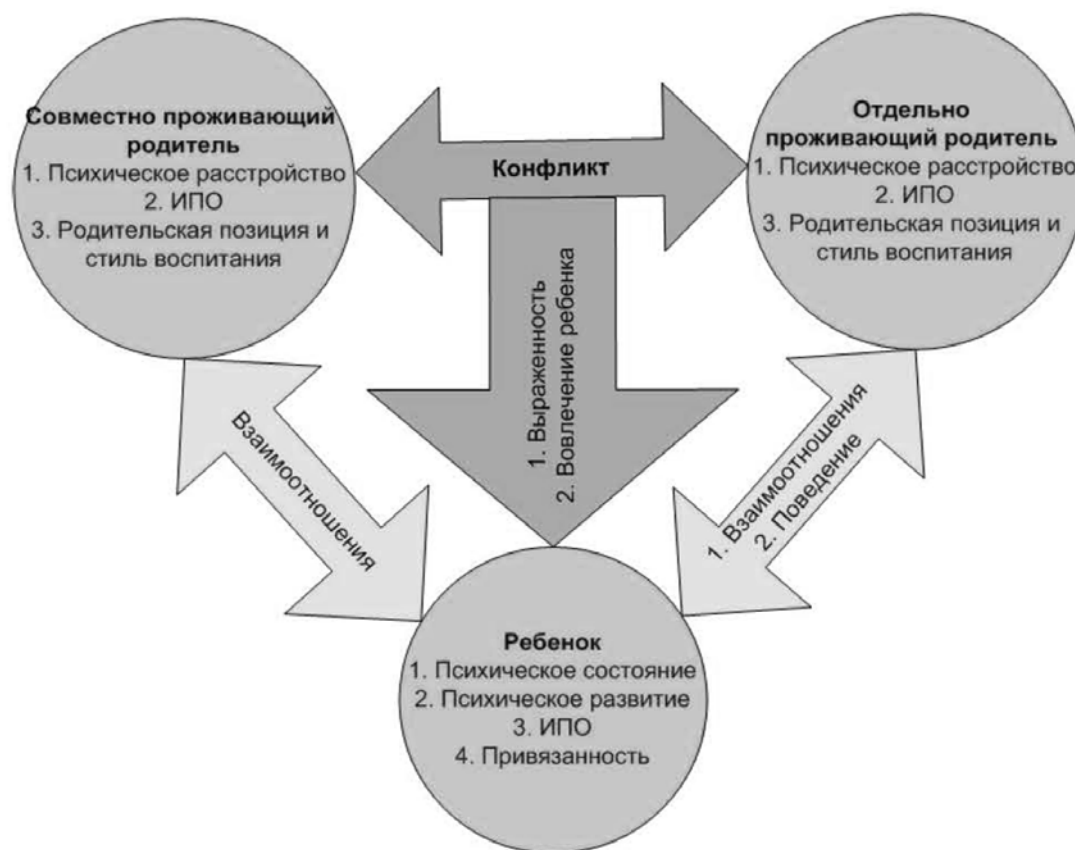 Совместно проживающий
родитель
1. Психическое расстройство
2. ИПО
3. Родительская позиция и
стиль воспитания
Конфликт
Отдельно
проживающий родитель
1. Психическое расстройство
2. ИПО
3. Родительская позиция и
стиль воспитания
1. Выраженность
2. Вовлечение ребенка
Взаимоотношения
1. Взаимоотношения
2. Поведение
Ребенок
1. Психическое состояние
2. Психическое развитие
3. ИПО
4. Привязанность